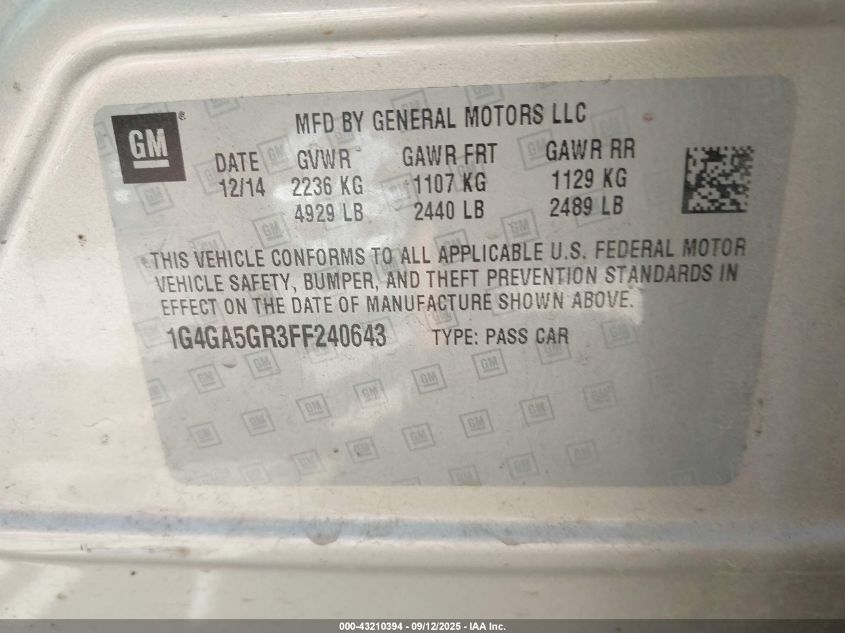 GM®
MFD BY GENERAL MOTORS LLC
DATE GVWR GAWR FRT GAWR RR
12/14 2236 KG 1107 KG 1129 KG
4929 LB 2440 LB 2489 LB
THIS VEHICLE CONFORMS TO ALL APPLICABLE U.S. FEDERAL MOTOR
VEHICLE SAFETY, BUMPER, AND THEFT PREVENTION STANDARDS IN
EFFECT ON THE DATE OF MANUFACTURE SHOWN ABOVE.
1G4GA5GR3FF240643 TYPE: PASS CAR
000-43210394 - 09/12/2025 - IAA Inc.